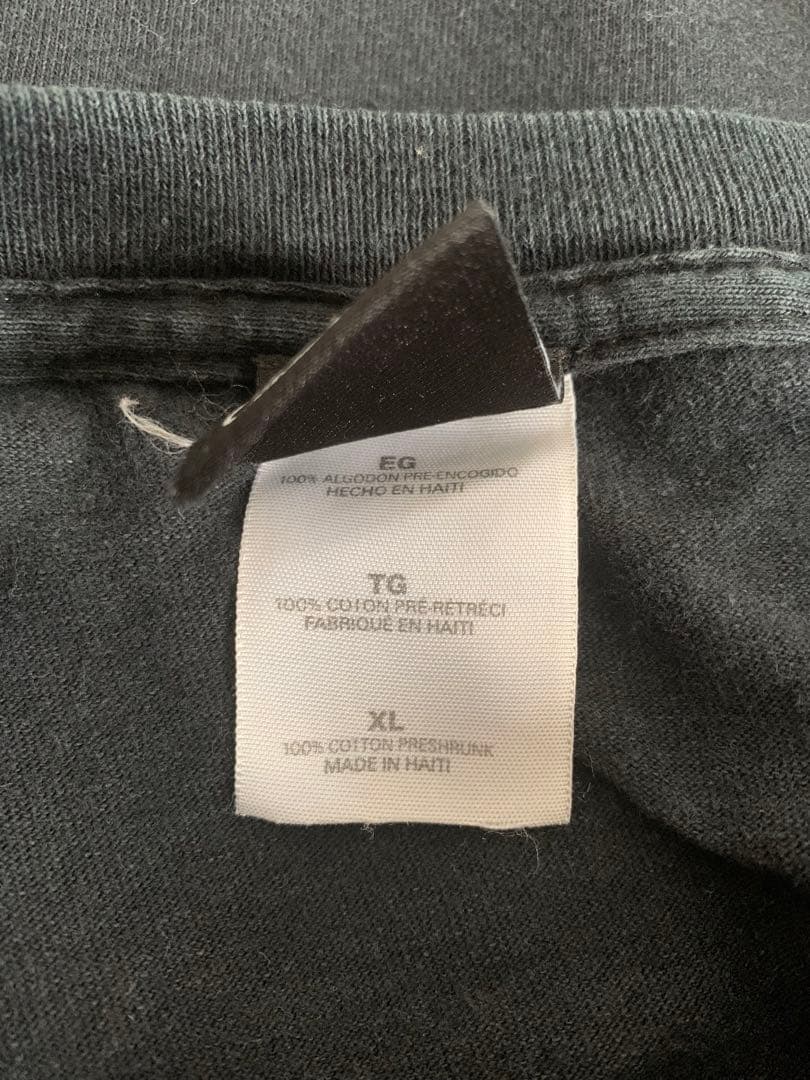 EG
100% ALGODON PRE-ENCOGIDO
HECHO EN HAITI
TG
100% COTON PRÉ-RÉTRÉCI
FABRIQUÉ EN HAITI
XL
100% COTTON PRESHRUNK
MADE IN HAITI